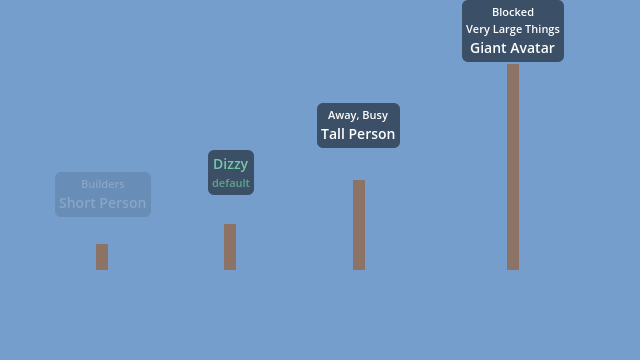 Builders
Short Person
Dizzy
default
Away, Busy
Tall Person
Blocked
Very Large Things
Giant Avatar